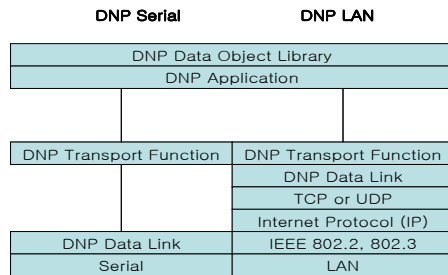 DNP Serial DNP LAN
DNP Data Object Library
DNP Application
DNP Transport Function DNP Transport Function
DNP Data Link
TCP or UDP
Internet Protocol (IP)
DNP Data Link IEEE 802.2, 802.3
Serial LAN